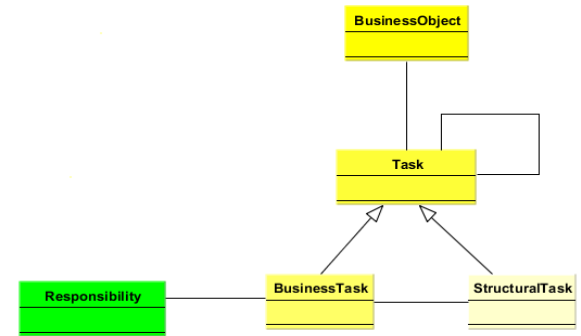 BusinessObject
Task
BusinessTask
StructuralTask
Responsibility